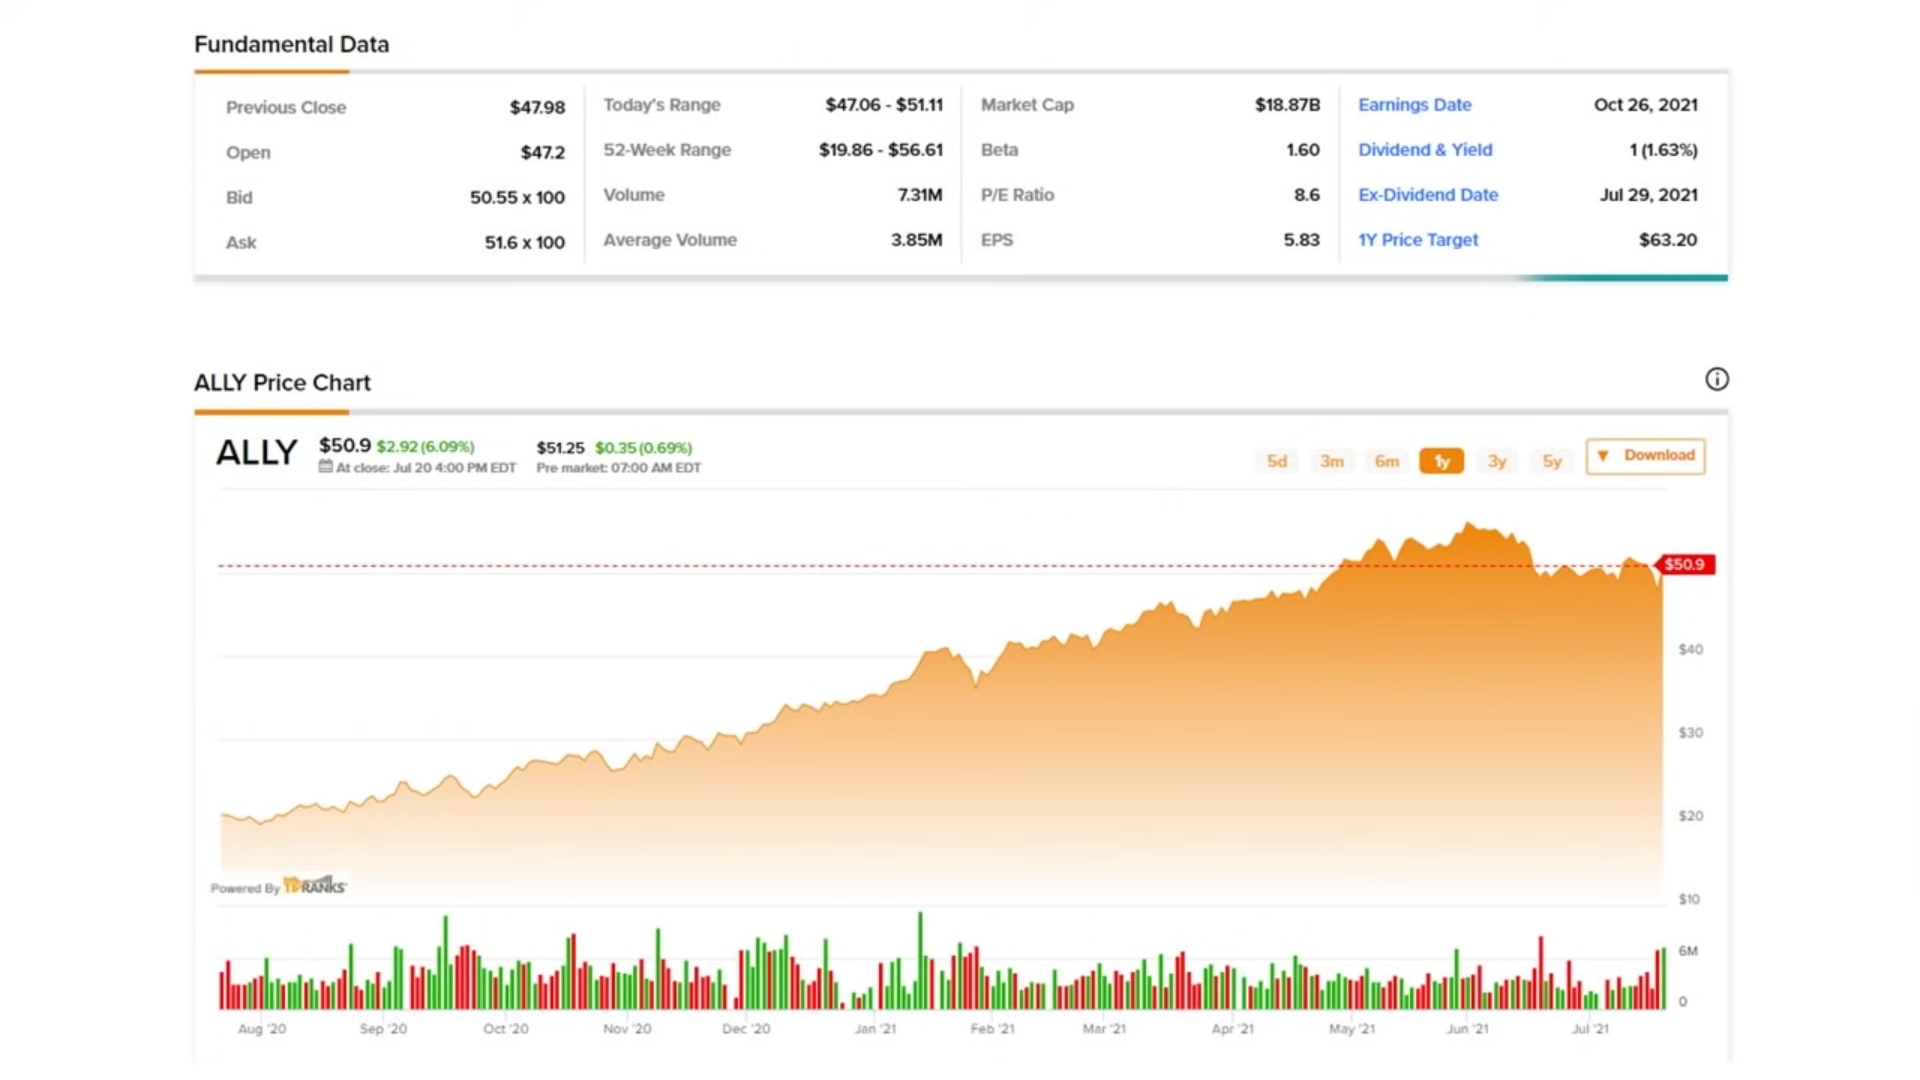 Fundamental Data
Previous Close $47.98
Open $47.2
Bid 50.55 x 100
Ask 51.6 x 100
Today's Range $47.06 - $51.11
52-Week Range $19.86 - $56.61
Volume 7.31M
Average Volume 3.85M
Market Cap $18.87B
Beta 1.60
P/E Ratio 8.6
EPS 5.83
Earnings Date Oct 26, 2021
Dividend & Yield 1 (1.63%)
Ex-Dividend Date Jul 29, 2021
1Y Price Target $63.20
ALLY Price Chart
ALLY
$50.9 $2.92 (6.09%)
At close: Jul 20 4:00 PM EDT
$51.25 $0.35 (0.69%)
Pre market: 07:00 AM EDT
5d 3m 6m 1y 3y 5y Download
$50.9
$40
$30
$20
$10
Powered By TIPRANKS
6M
0
Aug '20 Sep '20 Oct '20 Nov '20 Dec '20 Jan '21 Feb '21 Mar '21 Apr '21 May '21 Jun '21 Jul '21